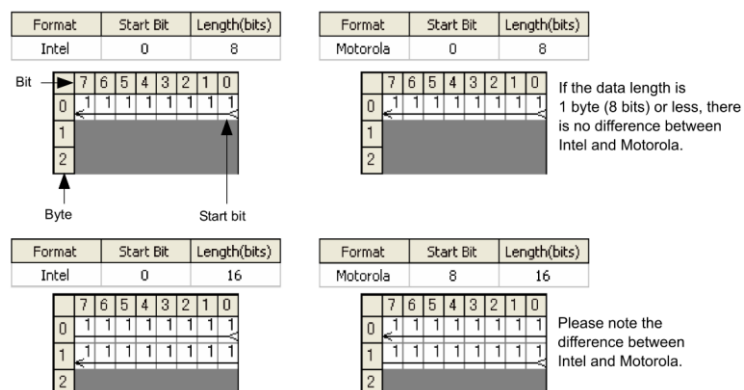 Format Start Bit Length(bits)
Intel 0 8
Format Start Bit Length(bits)
Motorola 0 8
Bit 7 6 5 4 3 2 1 0
0 1 1 1 1 1 1 1 1
1
2
Byte
Start bit
7 6 5 4 3 2 1 0
0 1 1 1 1 1 1 1 1
1
2
If the data length is
1 byte (8 bits) or less, there
is no difference between
Intel and Motorola.
Format Start Bit Length(bits)
Intel 0 16
Format Start Bit Length(bits)
Motorola 8 16
7 6 5 4 3 2 1 0
0 1 1 1 1 1 1 1 1
1 1 1 1 1 1 1 1 1
2
7 6 5 4 3 2 1 0
0 1 1 1 1 1 1 1 1
1 1 1 1 1 1 1 1 1
2
Please note the
difference between
Intel and Motorola.